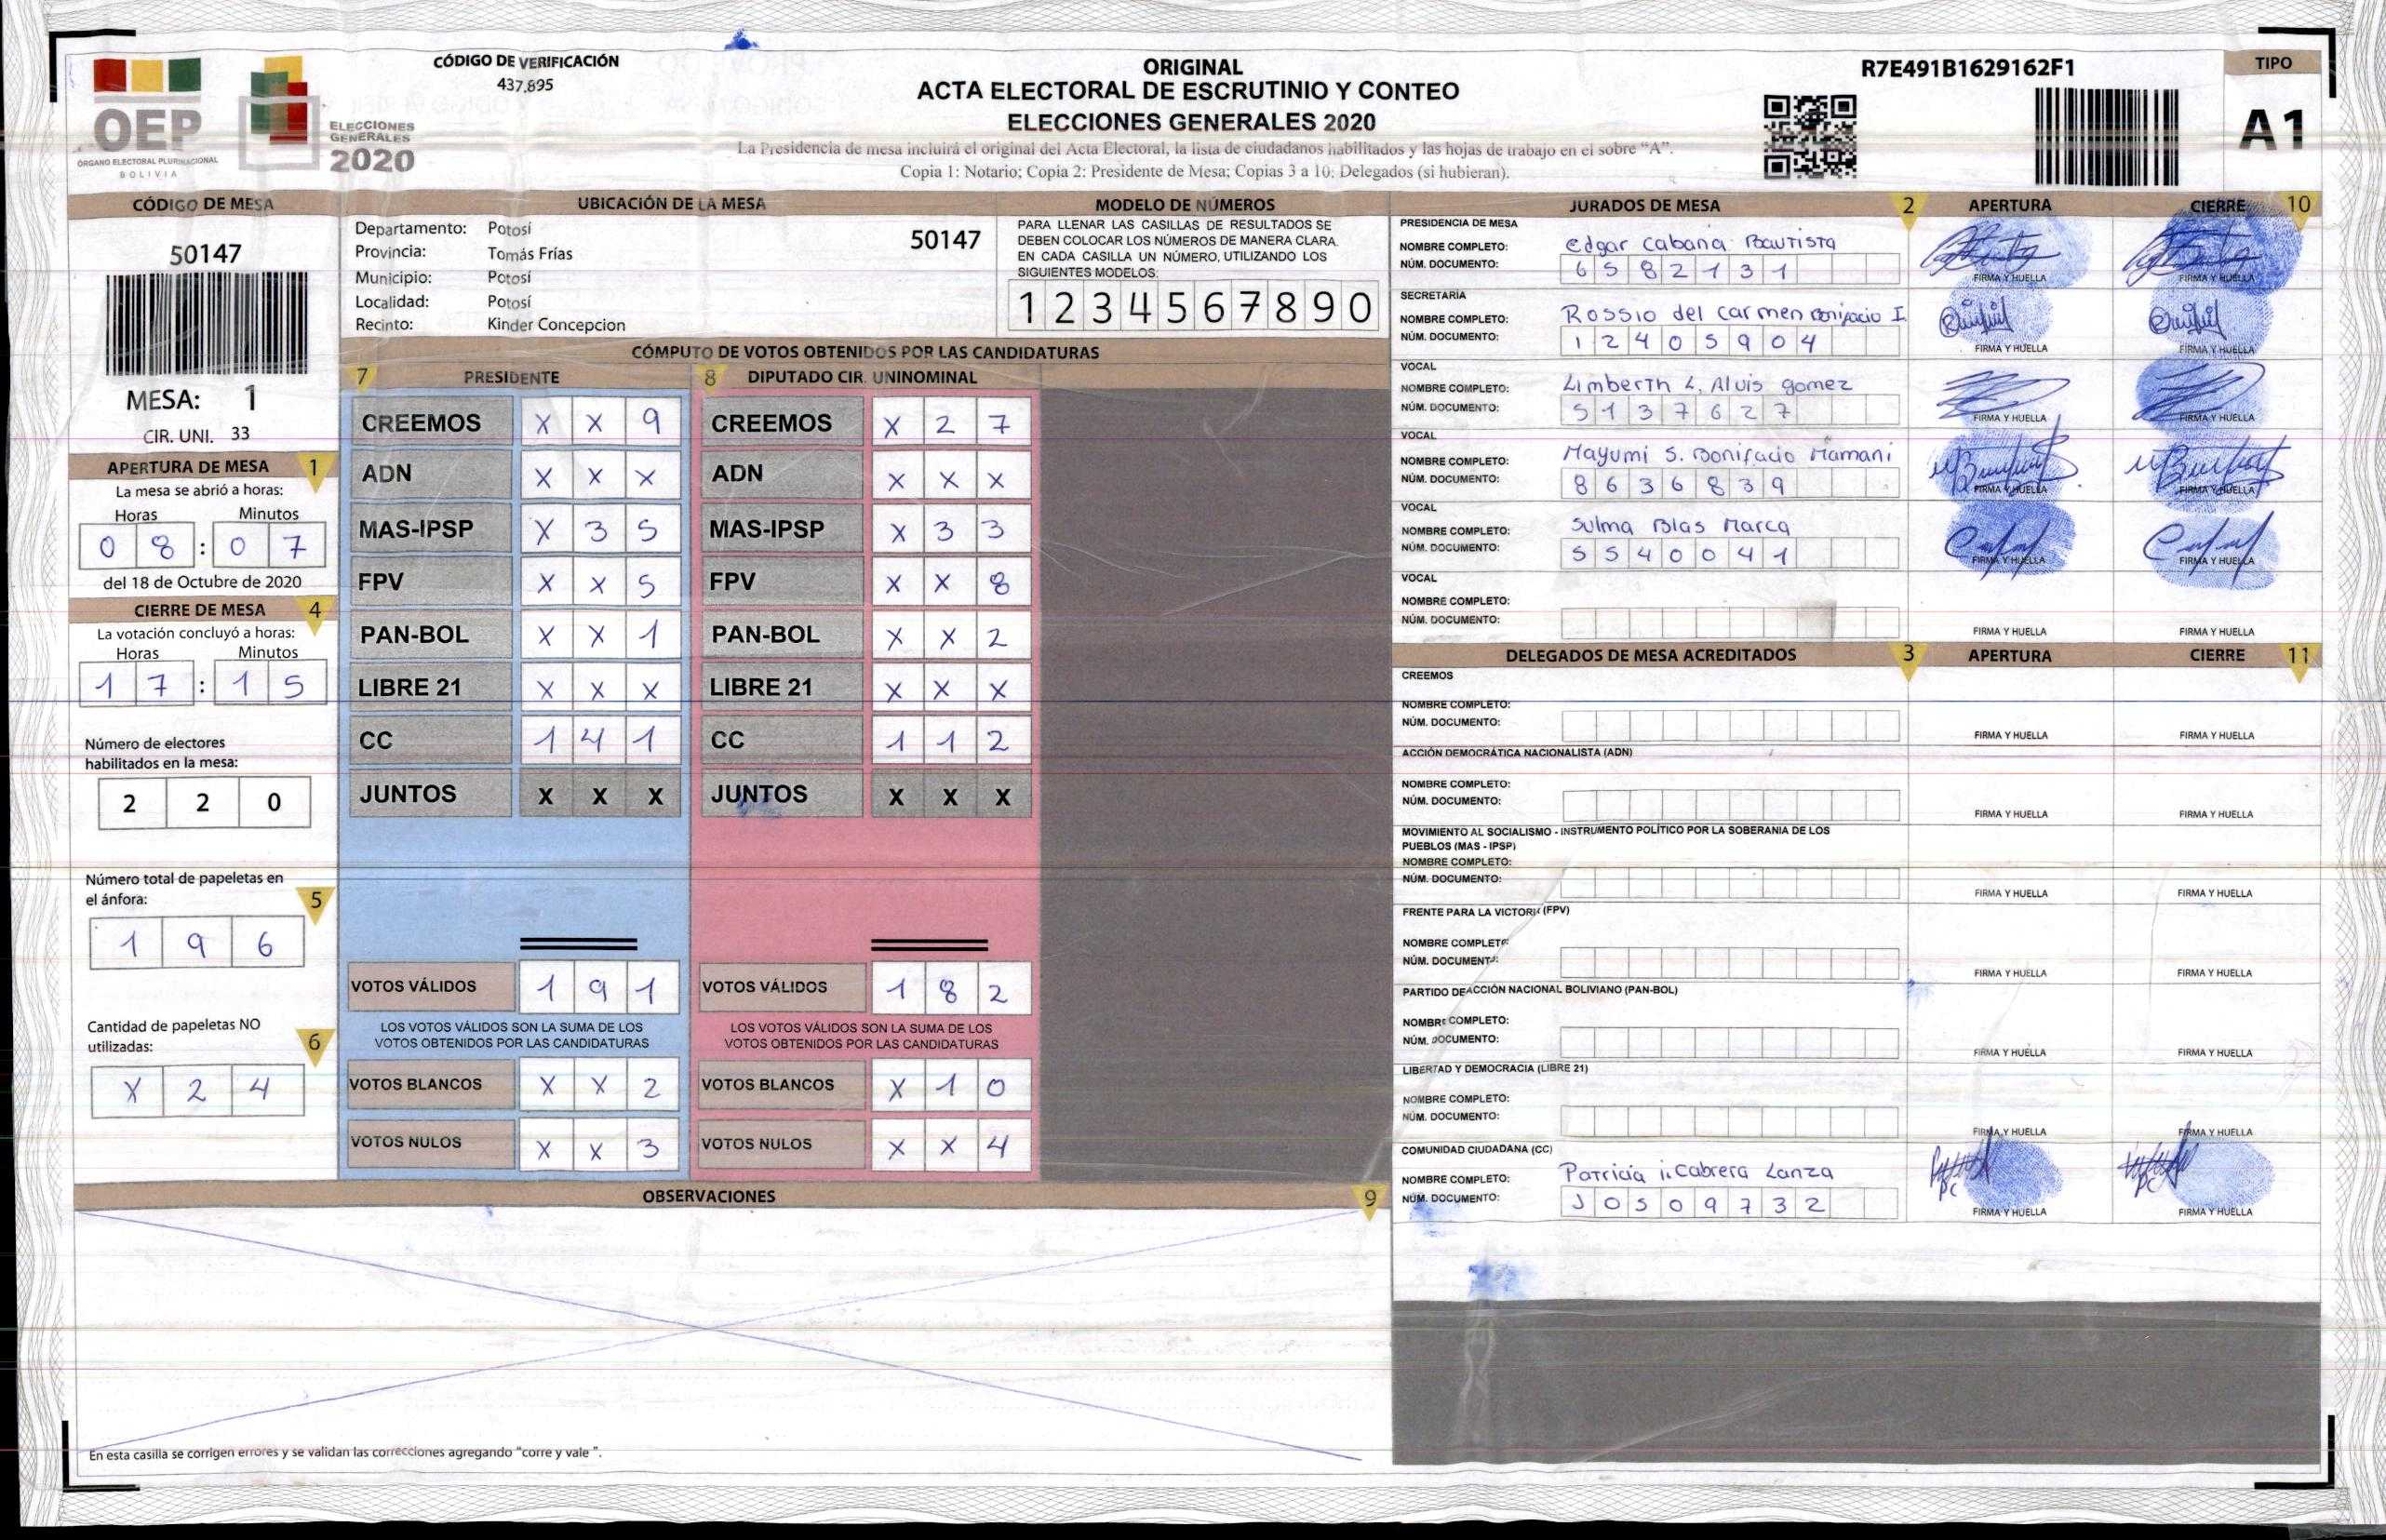 OEP
ÓRGANO ELECTORAL PLURINACIONAL
BOLIVIA
ELECCIONES
GENERALES
2020
CÓDIGO DE VERIFICACIÓN
437.895
ORIGINAL
ACTA ELECTORAL DE ESCRUTINIO Y CONTEO
ELECCIONES GENERALES 2020
La Presidencia de mesa incluirá el original del Acta Electoral, la lista de ciudadanos habilitados y las hojas de trabajo en el sobre “A”.
Copia 1: Notario; Copia 2: Presidente de Mesa; Copias 3 a 10: Delegados (si hubieran).
R7E491B1629162F1
TIPO
A1
CÓDIGO DE MESA
50147
MESA: 1
CIR. UNI. 33
APERTURA DE MESA 1
La mesa se abrió a horas:
Horas Minutos
0 8 : 0 7
del 18 de Octubre de 2020
CIERRE DE MESA 4
La votación concluyó a horas:
Horas Minutos
1 7 : 1 5
Número de electores
habilitados en la mesa:
2 2 0
Número total de papeletas en
el ánfora: 5
1 9 6
Cantidad de papeletas NO
utilizadas: 6
X 2 4
UBICACIÓN DE LA MESA
Departamento: Potosí
50147
Provincia: Tomás Frías
Municipio: Potosí
Localidad: Potosí
Recinto: Kinder Concepcion
MODELO DE NÚMEROS
PARA LLENAR LAS CASILLAS DE RESULTADOS SE
DEBEN COLOCAR LOS NÚMEROS DE MANERA CLARA.
EN CADA CASILLA UN NÚMERO, UTILIZANDO LOS
SIGUIENTES MODELOS:
1 2 3 4 5 6 7 8 9 0
CÓMPUTO DE VOTOS OBTENIDOS POR LAS CANDIDATURAS
7 PRESIDENTE
CREEMOS X X 9
ADN X X X
MAS-IPSP X 3 5
FPV X X 5
PAN-BOL X X 1
LIBRE 21 X X X
CC 1 4 1
JUNTOS X X X
VOTOS VÁLIDOS 1 9 1
LOS VOTOS VÁLIDOS SON LA SUMA DE LOS
VOTOS OBTENIDOS POR LAS CANDIDATURAS
VOTOS BLANCOS X X 2
VOTOS NULOS X X 3
8 DIPUTADO CIR. UNINOMINAL
CREEMOS X 2 7
ADN X X X
MAS-IPSP X 3 3
FPV X X 8
PAN-BOL X X 2
LIBRE 21 X X X
CC 1 1 2
JUNTOS X X X
VOTOS VÁLIDOS 1 8 2
LOS VOTOS VÁLIDOS SON LA SUMA DE LOS
VOTOS OBTENIDOS POR LAS CANDIDATURAS
VOTOS BLANCOS X 1 0
VOTOS NULOS X X 4
OBSERVACIONES 9
En esta casilla se corrigen errores y se validan las correcciones agregando “corre y vale ”.
JURADOS DE MESA 2 APERTURA CIERRE 10
PRESIDENCIA DE MESA
NOMBRE COMPLETO: Edgar Cabana Bautista
NÚM. DOCUMENTO: 6 5 8 2 1 3 1
FIRMA Y HUELLA FIRMA Y HUELLA
SECRETARÍA
NOMBRE COMPLETO: Rossio del Carmen Bonifacio I.
NÚM. DOCUMENTO: 1 2 4 0 5 9 0 4
FIRMA Y HUELLA FIRMA Y HUELLA
VOCAL
NOMBRE COMPLETO: Limberth L. Aluis gomez
NÚM. DOCUMENTO: 5 1 3 7 6 2 7
FIRMA Y HUELLA FIRMA Y HUELLA
VOCAL
NOMBRE COMPLETO: Mayumi S. Bonifacio Mamani
NÚM. DOCUMENTO: 8 6 3 6 8 3 9
FIRMA Y HUELLA FIRMA Y HUELLA
VOCAL
NOMBRE COMPLETO: Sulma Blas Marca
NÚM. DOCUMENTO: 5 5 4 0 0 4 1
FIRMA Y HUELLA FIRMA Y HUELLA
VOCAL
NOMBRE COMPLETO:
NÚM. DOCUMENTO:
FIRMA Y HUELLA FIRMA Y HUELLA
DELEGADOS DE MESA ACREDITADOS 3 APERTURA CIERRE 11
CREEMOS
NOMBRE COMPLETO:
NÚM. DOCUMENTO:
FIRMA Y HUELLA FIRMA Y HUELLA
ACCIÓN DEMOCRÁTICA NACIONALISTA (ADN)
NOMBRE COMPLETO:
NÚM. DOCUMENTO:
FIRMA Y HUELLA FIRMA Y HUELLA
MOVIMIENTO AL SOCIALISMO - INSTRUMENTO POLÍTICO POR LA SOBERANIA DE LOS
PUEBLOS (MAS - IPSP)
NOMBRE COMPLETO:
NÚM. DOCUMENTO:
FIRMA Y HUELLA FIRMA Y HUELLA
FRENTE PARA LA VICTORIA (FPV)
NOMBRE COMPLETO:
NÚM. DOCUMENTO:
FIRMA Y HUELLA FIRMA Y HUELLA
PARTIDO DE ACCIÓN NACIONAL BOLIVIANO (PAN-BOL)
NOMBRE COMPLETO:
NÚM. DOCUMENTO:
FIRMA Y HUELLA FIRMA Y HUELLA
LIBERTAD Y DEMOCRACIA (LIBRE 21)
NOMBRE COMPLETO:
NÚM. DOCUMENTO:
FIRMA Y HUELLA FIRMA Y HUELLA
COMUNIDAD CIUDADANA (CC)
NOMBRE COMPLETO: Patricia i. Cabrera Lanza
NÚM. DOCUMENTO: J 0 5 0 9 7 3 2
FIRMA Y HUELLA FIRMA Y HUELLA